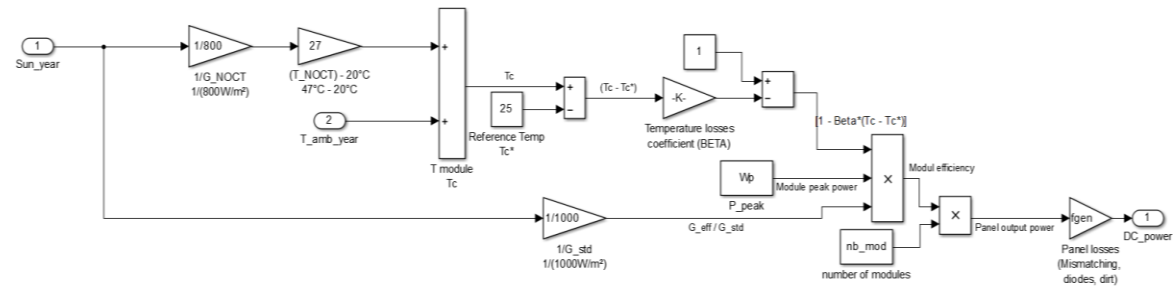 1
Sun_year
1/800
1/G_NOCT
1/(800W/m²)
27
(T_NOCT) - 20°C
47°C - 20°C
2
T_amb_year
+
+
T module
Tc
Tc
25
Reference Temp
Tc*
+
−
(Tc - Tc*)
-K-
Temperature losses
coefficient (BETA)
1
+
−
[1 - Beta*(Tc - Tc*)]
Wp
P_peak
Module peak power
1/1000
1/G_std
1/(1000W/m²)
G_eff / G_std
X
Modul efficiency
nb_mod
number of modules
X
Panel output power
fgen
Panel losses
(Mismatching,
diodes, dirt)
1
DC_power